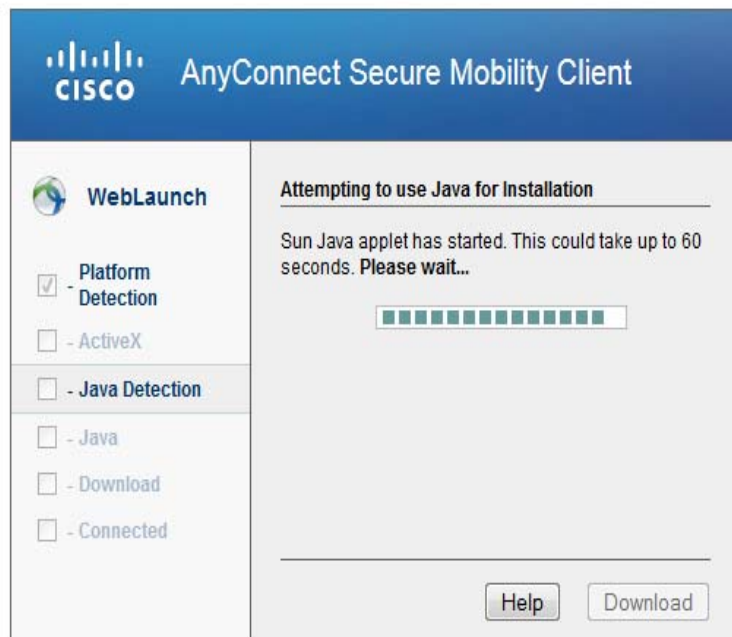 CISCO
AnyConnect Secure Mobility Client
WebLaunch
- Platform
Detection
- ActiveX
- Java Detection
- Java
- Download
- Connected
Attempting to use Java for Installation
Sun Java applet has started. This could take up to 60
seconds. Please wait...
Help
Download